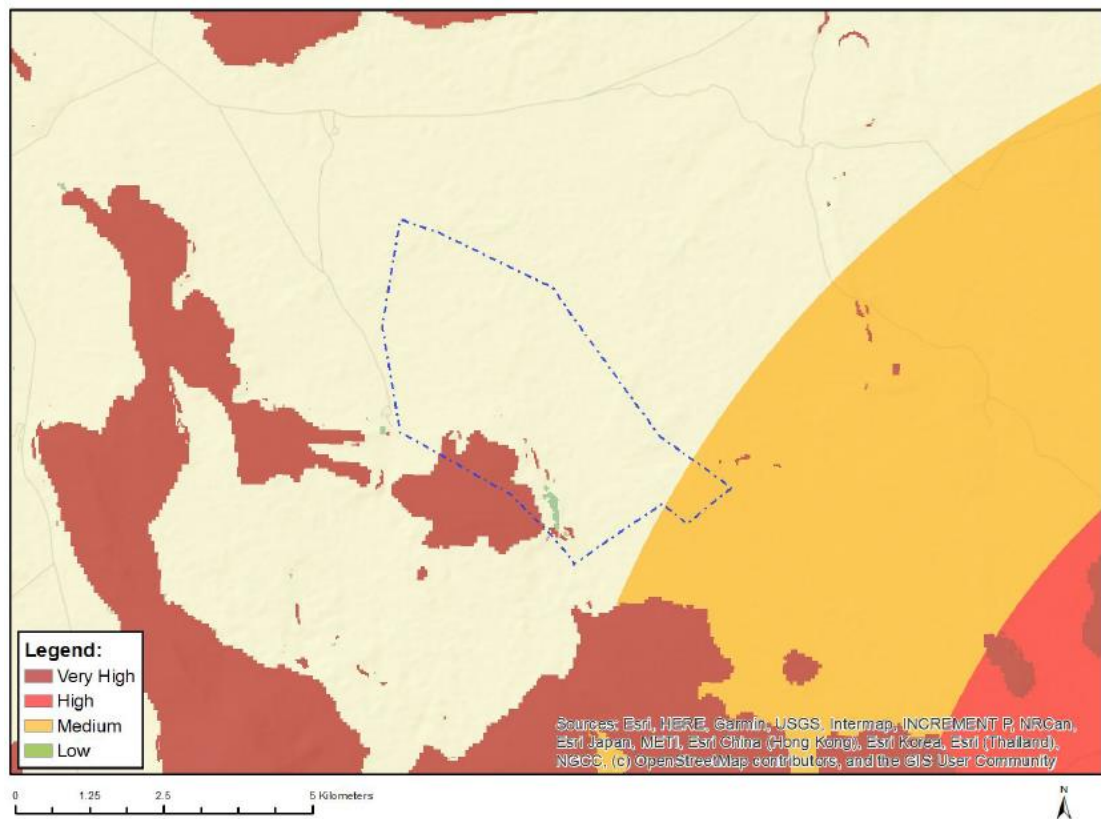 Legend:
Very High
High
Medium
Low
Sources: Esri, HERE, Garmin, USGS, Intermap, INCREMENT P, NRCan,
Esri Japan, METI, Esri China (Hong Kong), Esri Korea, Esri (Thailand),
NGCC, (c) OpenStreetMap contributors, and the GIS User Community
0 1.25 2.5 5 Kilometers
N